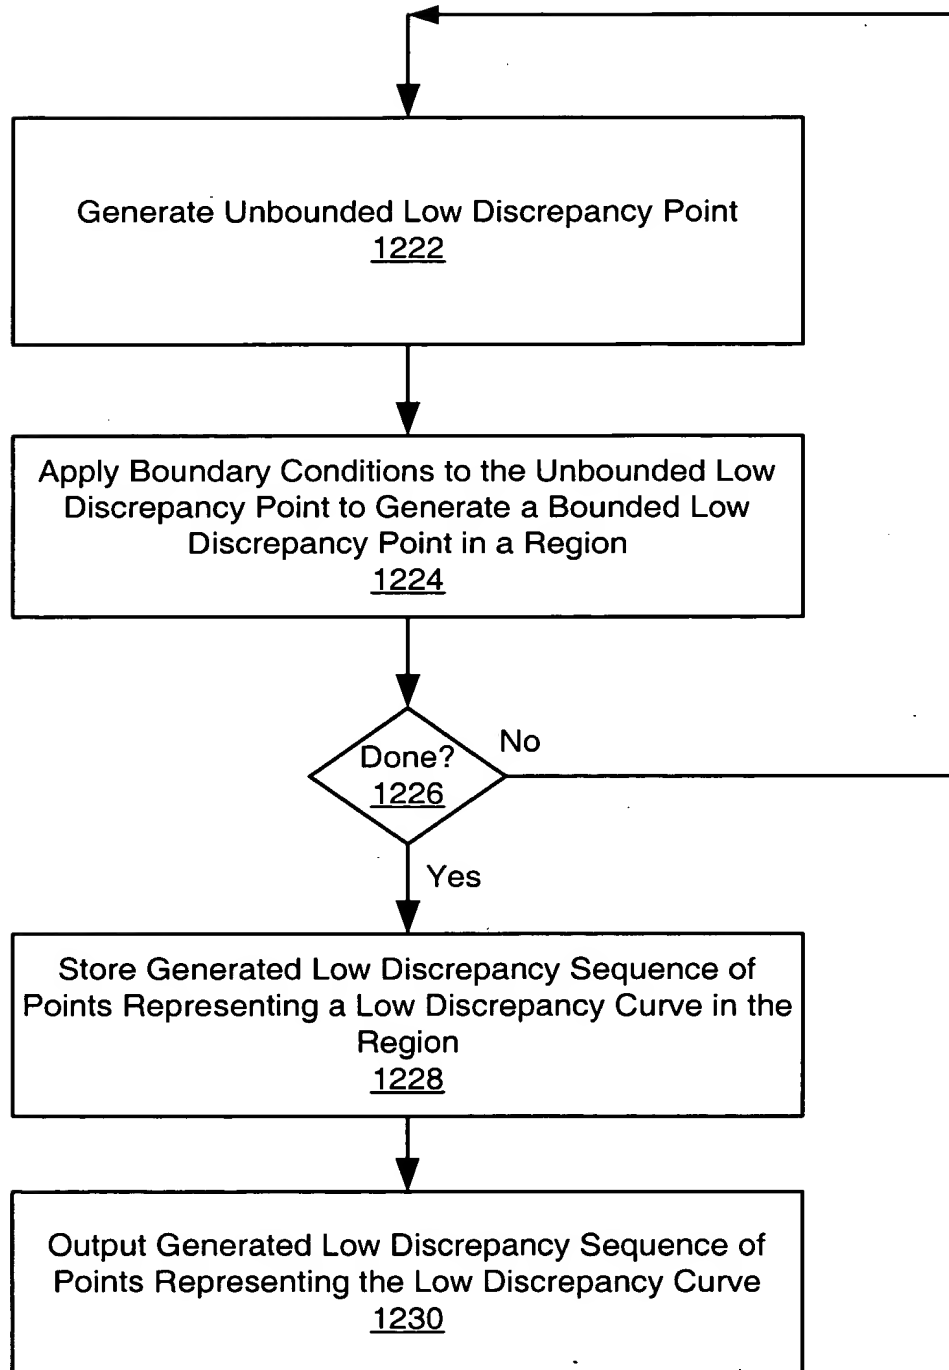 Generate Unbounded Low Discrepancy Point
1222
Apply Boundary Conditions to the Unbounded Low
Discrepancy Point to Generate a Bounded Low
Discrepancy Point in a Region
1224
Done?
1226
No
Yes
Store Generated Low Discrepancy Sequence of
Points Representing a Low Discrepancy Curve in the
Region
1228
Output Generated Low Discrepancy Sequence of
Points Representing the Low Discrepancy Curve
1230